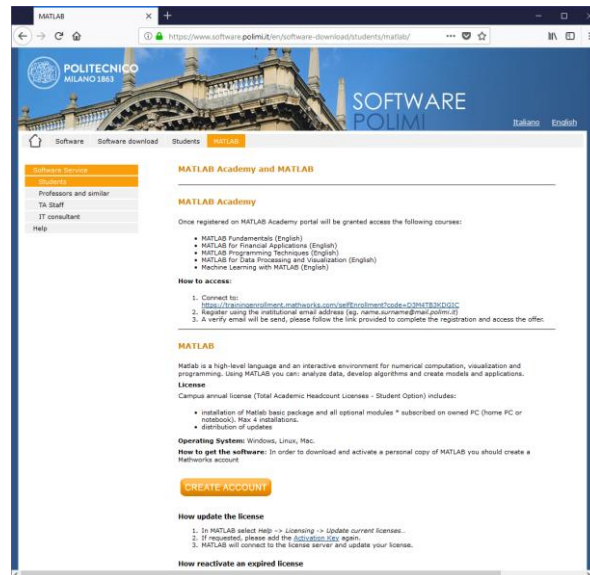 MATLAB
https://www.software.polimi.it/en/software-download/students/matlab/
POLITECNICO
MILANO 1863
SOFTWARE
POLIMI
Italiano English
Software Software download Students MATLAB
Software Service
Students
Professors and similar
TA Staff
IT consultant
Help
MATLAB Academy and MATLAB
MATLAB Academy
Once registered on MATLAB Academy portal will be granted access the following courses:
• MATLAB Fundamentals (English)
• MATLAB for Financial Applications (English)
• MATLAB Programming Techniques (English)
• MATLAB for Data Processing and Visualization (English)
• Machine Learning with MATLAB (English)
How to access:
1. Connect to:
https://trainingenrollment.mathworks.com/selfEnrollment?code=D3M4TB3KDGIC
2. Register using the institutional email address (eg. name.surname@mail.polimi.it)
3. A verify email will be send, please follow the link provided to complete the registration and access the offer.
MATLAB
Matlab is a high-level language and an interactive environment for numerical computation, visualization and
programming. Using MATLAB you can: analyze data, develop algorithms and create models and applications.
License
Campus annual license (Total Academic Headcount Licenses - Student Option) includes:
• installation of Matlab basic package and all optional modules * subscribed on owned PC (home PC or
notebook). Max 4 installations.
• distribution of updates
Operating System: Windows, Linux, Mac.
How to get the software: In order to download and activate a personal copy of MATLAB you should create a
Mathworks account
CREATE ACCOUNT
How update the license
1. In MATLAB select Help -> Licensing -> Update current licenses..
2. If requested, please add the Activation Key again.
3. MATLAB will connect to the license server and update your license.
How reactivate an expired license